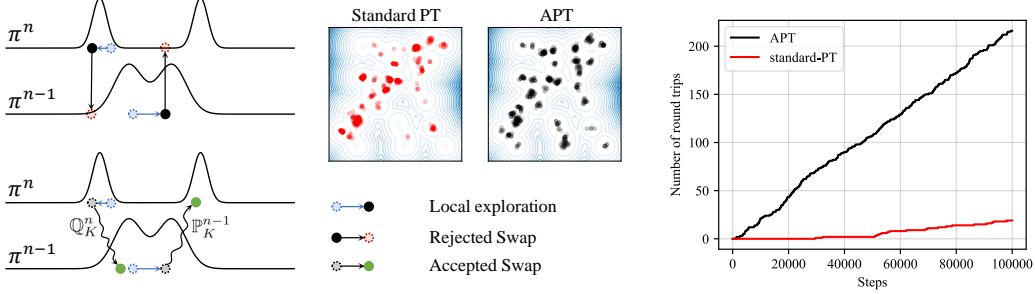 π^n
π^{n-1}
π^n
ℚ^n_K
ℙ^{n-1}_K
π^{n-1}
Standard PT
APT
Local exploration
Rejected Swap
Accepted Swap
APT
standard-PT
Number of round trips
200
150
100
50
0
0 20000 40000 60000 80000 100000
Steps